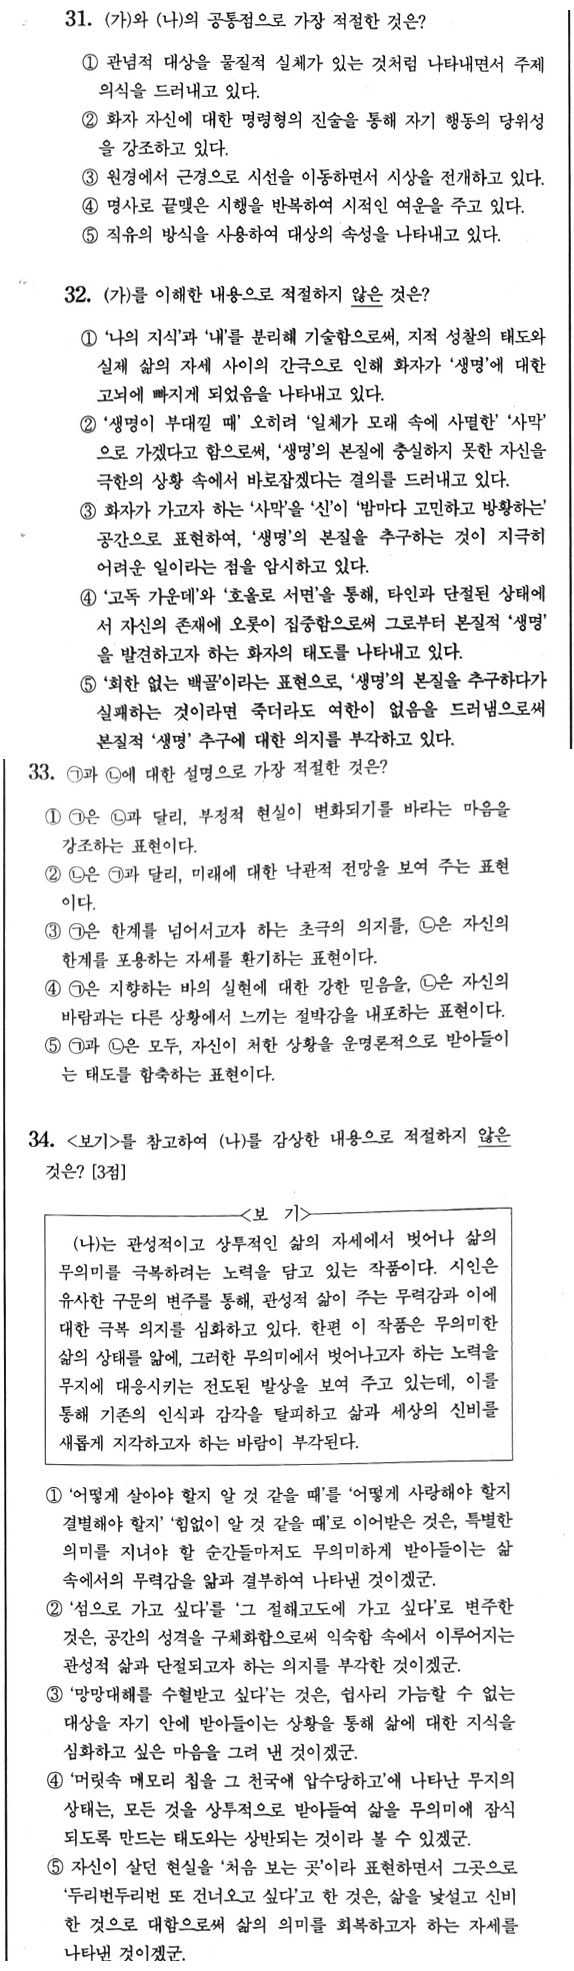 31. (가)와 (나)의 공통점으로 가장 적절한 것은?
① 관념적 대상을 물질적 실체가 있는 것처럼 나타내면서 주제
의식을 드러내고 있다.
② 화자 자신에 대한 명령형의 진술을 통해 자기 행동의 당위성
을 강조하고 있다.
③ 원경에서 근경으로 시선을 이동하면서 시상을 전개하고 있다.
④ 명사로 끝맺은 시행을 반복하여 시적인 여운을 주고 있다.
⑤ 직유의 방식을 사용하여 대상의 속성을 나타내고 있다.
32. (가)를 이해한 내용으로 적절하지 않은 것은?
① ‘나의 지식’과 ‘내’를 분리해 기술함으로써, 지적 성찰의 태도와
실제 삶의 자세 사이의 간극으로 인해 화자가 ‘생명’에 대한
고뇌에 빠지게 되었음을 나타내고 있다.
② ‘생명이 부대낄 때’ 오히려 ‘일체가 모래 속에 사멸한’ ‘사막’
으로 가겠다고 함으로써, ‘생명’의 본질에 충실하지 못한 자신을
극한의 상황 속에서 바로잡겠다는 결의를 드러내고 있다.
③ 화자가 가고자 하는 ‘사막’을 ‘신’이 ‘밤마다 고민하고 방황하는’
공간으로 표현하여, ‘생명’의 본질을 추구하는 것이 지극히
어려운 일이라는 점을 암시하고 있다.
④ ‘고독 가운데’와 ‘호올로 서면’을 통해, 타인과 단절된 상태에
서 자신의 존재에 오롯이 집중함으로써 그로부터 본질적 ‘생명’
을 발견하고자 하는 화자의 태도를 나타내고 있다.
⑤ ‘회한 없는 백골’이라는 표현으로, ‘생명’의 본질을 추구하다가
실패하는 것이라면 죽더라도 여한이 없음을 드러냄으로써
본질적 ‘생명’ 추구에 대한 의지를 부각하고 있다.
33. ㉠과 ㉡에 대한 설명으로 가장 적절한 것은?
① ㉠은 ㉡과 달리, 부정적 현실이 변화되기를 바라는 마음을
강조하는 표현이다.
② ㉡은 ㉠과 달리, 미래에 대한 낙관적 전망을 보여 주는 표현
이다.
③ ㉠은 한계를 넘어서고자 하는 초극의 의지를, ㉡은 자신의
한계를 포용하는 자세를 환기하는 표현이다.
④ ㉠은 지향하는 바의 실현에 대한 강한 믿음을, ㉡은 자신의
바람과는 다른 상황에서 느끼는 절박감을 내포하는 표현이다.
⑤ ㉠과 ㉡은 모두, 자신이 처한 상황을 운명론적으로 받아들이
는 태도를 함축하는 표현이다.
34. <보기>를 참고하여 (나)를 감상한 내용으로 적절하지 않은
것은? [3점]
<보 기>
(나)는 관성적이고 상투적인 삶의 자세에서 벗어나 삶의
무의미를 극복하려는 노력을 담고 있는 작품이다. 시인은
유사한 구문의 변주를 통해, 관성적 삶이 주는 무력감과 이에
대한 극복 의지를 심화하고 있다. 한편 이 작품은 무의미한
삶의 상태를 앎에, 그러한 무의미에서 벗어나고자 하는 노력을
무지에 대응시키는 전도된 발상을 보여 주고 있는데, 이를
통해 기존의 인식과 감각을 탈피하고 삶과 세상의 신비를
새롭게 지각하고자 하는 바람이 부각된다.
① ‘어떻게 살아야 할지 알 것 같을 때’를 ‘어떻게 사랑해야 할지
결별해야 할지’ ‘힘없이 알 것 같을 때’로 이어받은 것은, 특별한
의미를 지녀야 할 순간들마저도 무의미하게 받아들이는 삶
속에서의 무력감을 앎과 결부하여 나타낸 것이겠군.
② ‘섬으로 가고 싶다’를 ‘그 절해고도에 가고 싶다’로 변주한
것은, 공간의 성격을 구체화함으로써 익숙함 속에서 이루어지는
관성적 삶과 단절되고자 하는 의지를 부각한 것이겠군.
③ ‘망망대해를 수혈받고 싶다’는 것은, 쉽사리 가늠할 수 없는
대상을 자기 안에 받아들이는 상황을 통해 삶에 대한 지식을
심화하고 싶은 마음을 그려 낸 것이겠군.
④ ‘머릿속 메모리 칩을 그 천국에 압수당하고’에 나타난 무지의
상태는, 모든 것을 상투적으로 받아들여 삶을 무의미에 잠식
되도록 만드는 태도와는 상반되는 것이라 볼 수 있겠군.
⑤ 자신이 살던 현실을 ‘처음 보는 곳’이라 표현하면서 그곳으로
‘두리번두리번 또 건너오고 싶다’고 한 것은, 삶을 낯설고 신비
한 것으로 대함으로써 삶의 의미를 회복하고자 하는 자세를
나타낸 것이겠군.